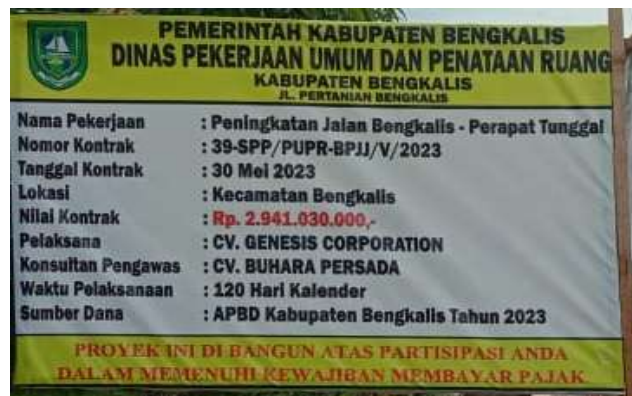 PEMERINTAH KABUPATEN BENGKALIS
DINAS PEKERJAAN UMUM DAN PENATAAN RUANG
KABUPATEN BENGKALIS
JL. PERTANIAN BENGKALIS
Nama Pekerjaan : Peningkatan Jalan Bengkalis - Perapat Tunggal
Nomor Kontrak : 39-SPP/PUPR-BPJJ/V/2023
Tanggal Kontrak : 30 Mei 2023
Lokasi : Kecamatan Bengkalis
Nilai Kontrak : Rp. 2.941.030.000,-
Pelaksana : CV. GENESIS CORPORATION
Konsultan Pengawas : CV. BUHARA PERSADA
Waktu Pelaksanaan : 120 Hari Kalender
Sumber Dana : APBD Kabupaten Bengkalis Tahun 2023
PROYEK INI DI BANGUN ATAS PARTISIPASI ANDA
DALAM MEMENUHI KEWAJIBAN MEMBAYAR PAJAK